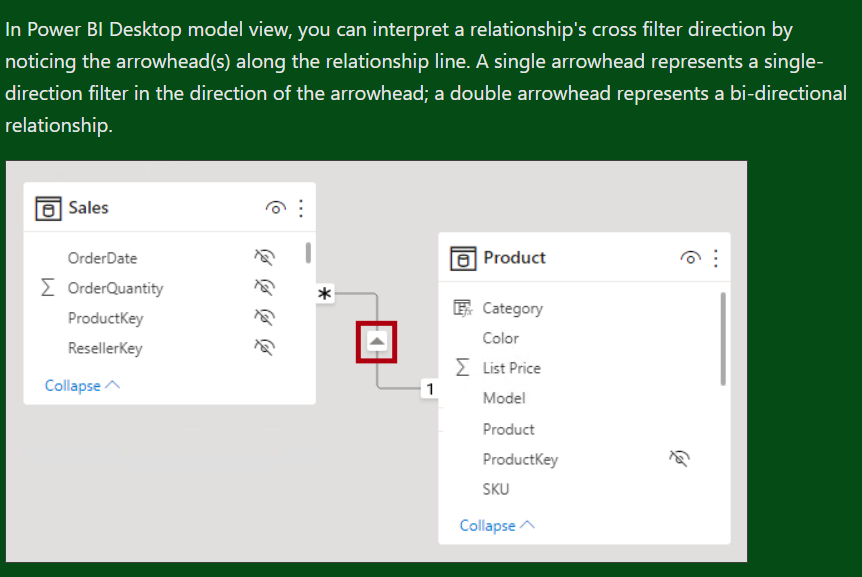 In Power BI Desktop model view, you can interpret a relationship's cross filter direction by
noticing the arrowhead(s) along the relationship line. A single arrowhead represents a single-
direction filter in the direction of the arrowhead; a double arrowhead represents a bi-directional
relationship.
Sales
OrderDate
Σ OrderQuantity
ProductKey
ResellerKey
Collapse
*
1
Product
Category
Color
Σ List Price
Model
Product
ProductKey
SKU
Collapse